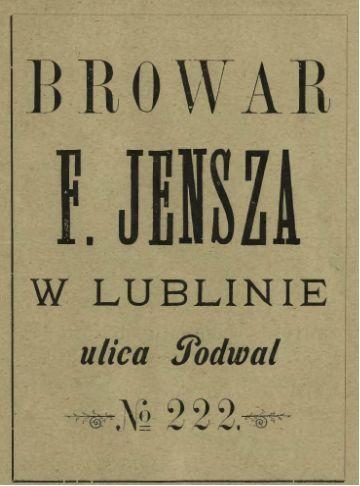 BROWAR
F. JENSZA
W LUBLINIE
ulica Podwal
№ 222.